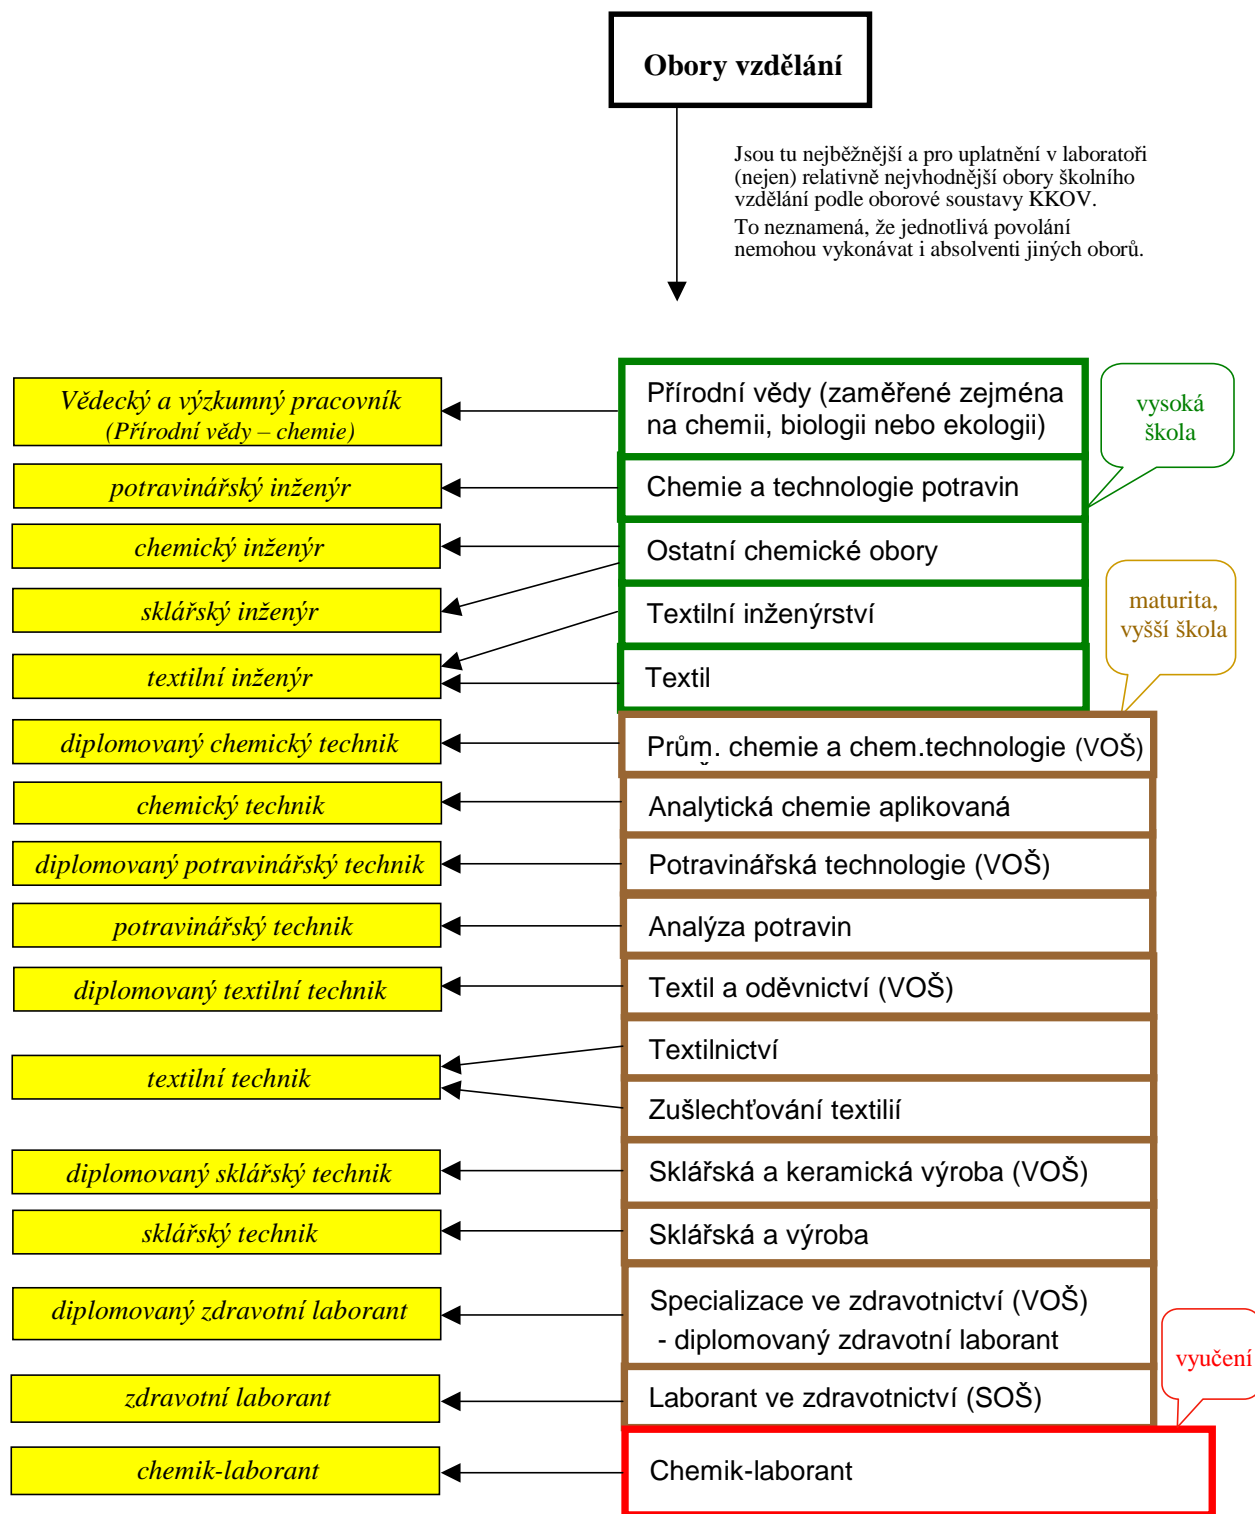 Obory vzdělání
Jsou tu nejběžnější a pro uplatnění v laboratoři
(nejen) relativně nejvhodnější obory školního
vzdělání podle oborové soustavy KKOV.
To neznamená, že jednotlivá povolání
nemohou vykonávat i absolventi jiných oborů.
Vědecký a výzkumný pracovník
(Přírodní vědy – chemie)
Přírodní vědy (zaměřené zejména
na chemii, biologii nebo ekologii)
vysoká
škola
potravinářský inženýr
Chemie a technologie potravin
chemický inženýr
Ostatní chemické obory
sklářský inženýr
Textilní inženýrství
maturita,
vyšší škola
textilní inženýr
Textil
diplomovaný chemický technik
Prům. chemie a chem.technologie (VOŠ)
chemický technik
Analytická chemie aplikovaná
diplomovaný potravinářský technik
Potravinářská technologie (VOŠ)
potravinářský technik
Analýza potravin
diplomovaný textilní technik
Textil a oděvnictví (VOŠ)
textilní technik
Textilnictví
Zušlechťování textilií
diplomovaný sklářský technik
Sklářská a keramická výroba (VOŠ)
sklářský technik
Sklářská a výroba
diplomovaný zdravotní laborant
Specializace ve zdravotnictví (VOŠ)
- diplomovaný zdravotní laborant
vyučení
zdravotní laborant
Laborant ve zdravotnictví (SOŠ)
chemik-laborant
Chemik-laborant